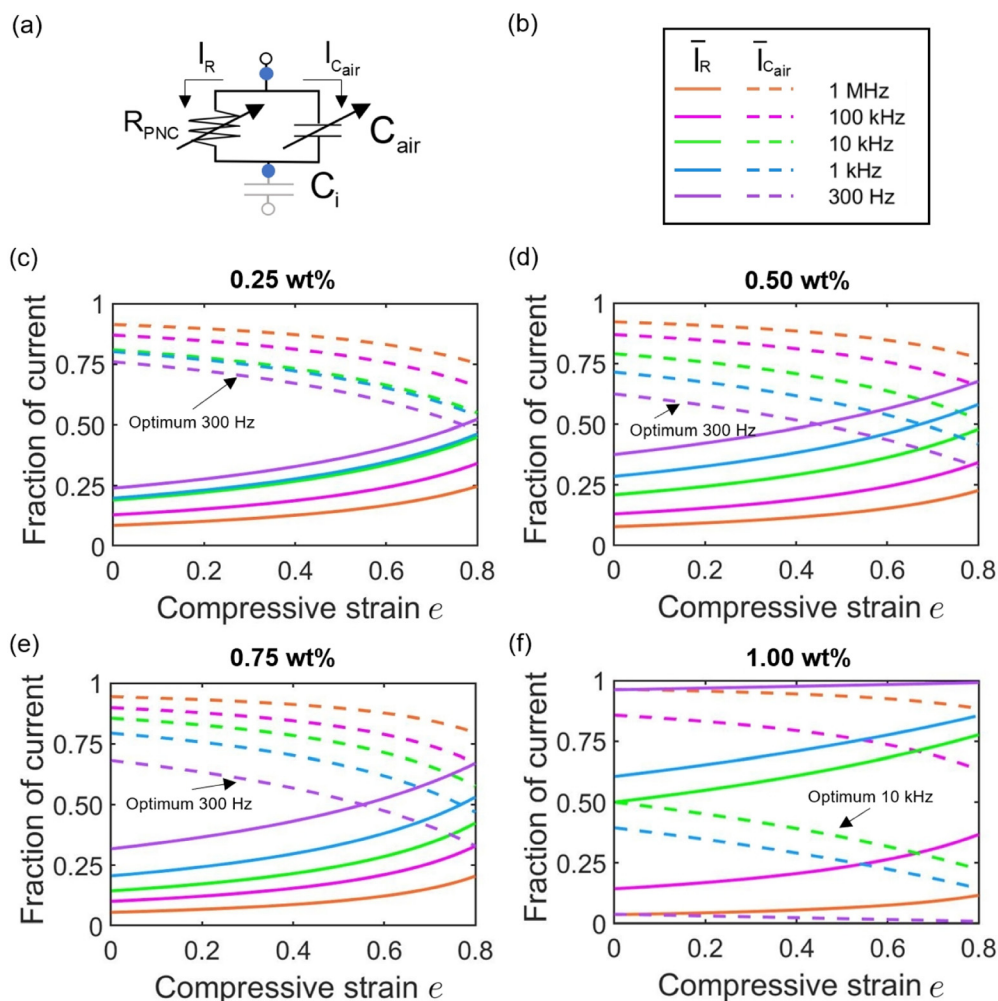 (a)
I_R
I_C_air
R_PNC
C_air
C_i
(b)
Ī_R Ī_C_air
1 MHz
100 kHz
10 kHz
1 kHz
300 Hz
(c)
0.25 wt%
Fraction of current
1
0.75
0.50
0.25
0
Optimum 300 Hz
0 0.2 0.4 0.6 0.8
Compressive strain e
(d)
0.50 wt%
Fraction of current
1
0.75
0.50
0.25
0
Optimum 300 Hz
0 0.2 0.4 0.6 0.8
Compressive strain e
(e)
0.75 wt%
Fraction of current
1
0.75
0.50
0.25
0
Optimum 300 Hz
0 0.2 0.4 0.6 0.8
Compressive strain e
(f)
1.00 wt%
Fraction of current
1
0.75
0.50
0.25
0
Optimum 10 kHz
0 0.2 0.4 0.6 0.8
Compressive strain e